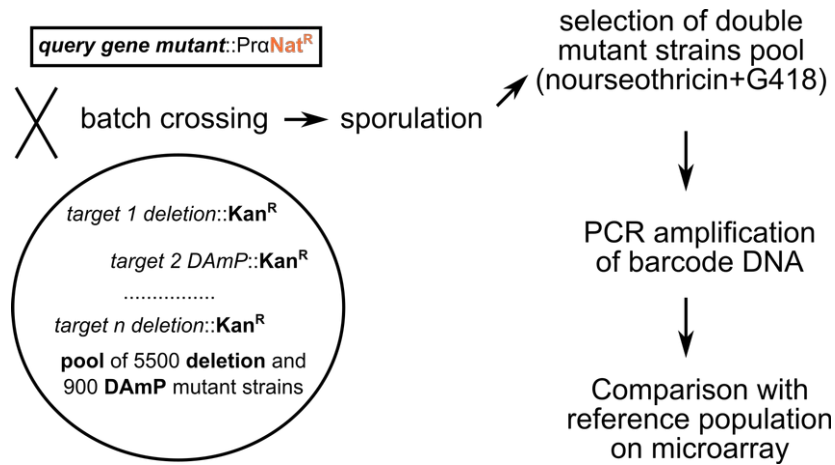 query gene mutant::PrαNatᴿ
batch crossing
sporulation
selection of double
mutant strains pool
(nourseothricin+G418)
target 1 deletion::Kanᴿ
target 2 DAmP::Kanᴿ
................
target n deletion::Kanᴿ
pool of 5500 deletion and
900 DAmP mutant strains
PCR amplification
of barcode DNA
Comparison with
reference population
on microarray